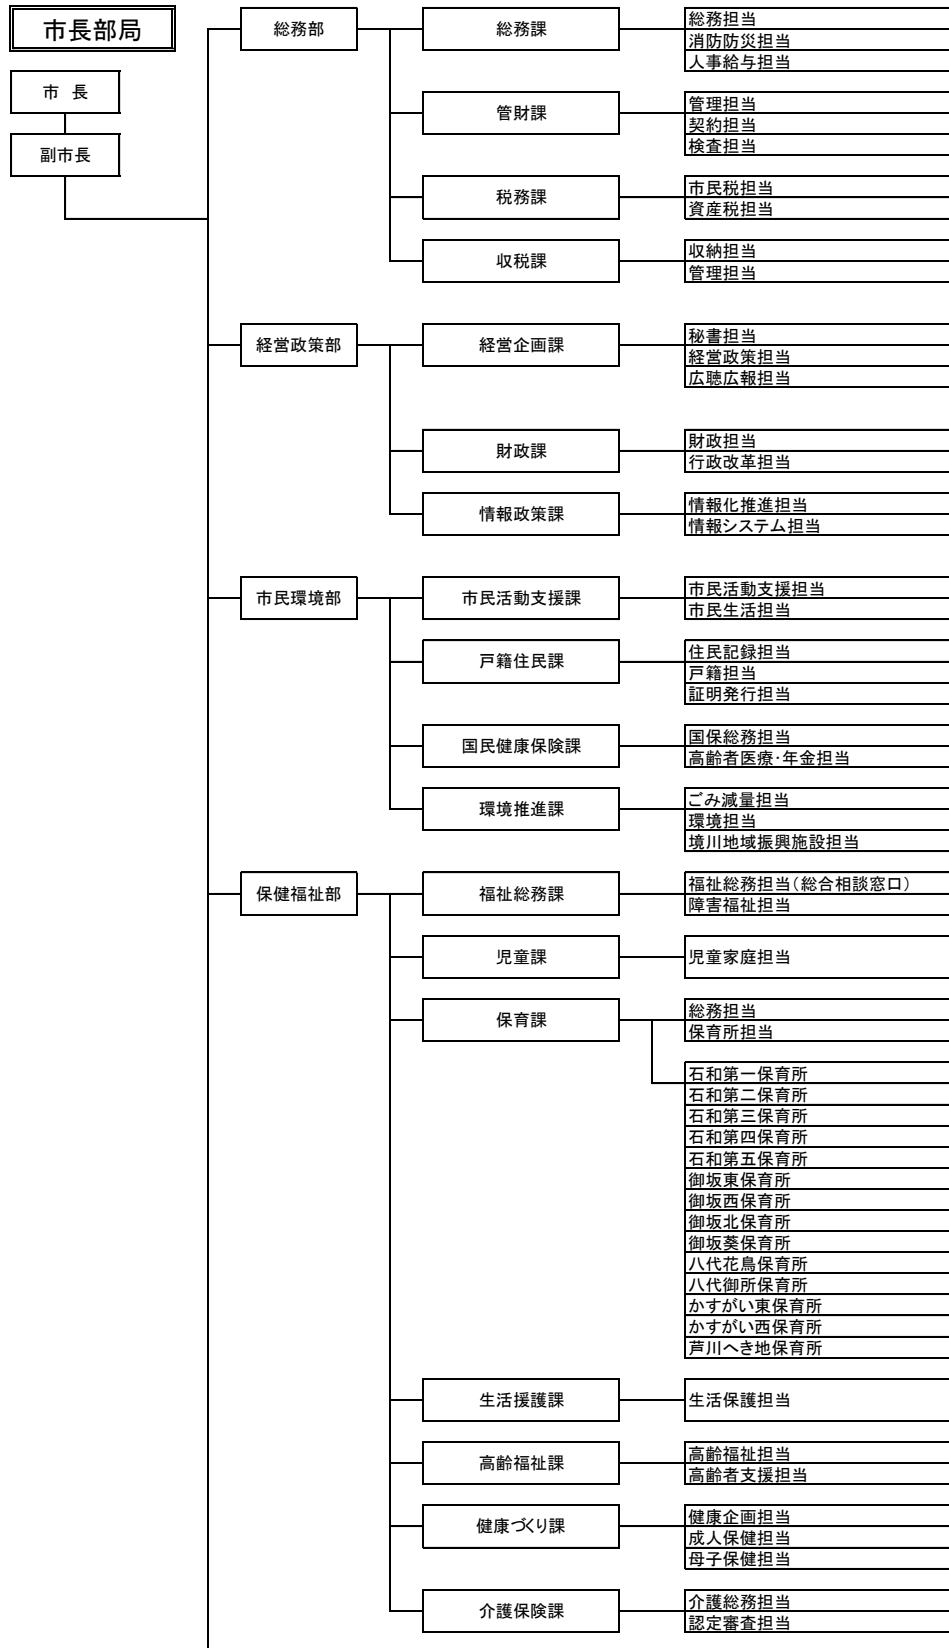 市長部局
市 長
副市長
総務部
総務課
総務担当
消防防災担当
人事給与担当
管財課
管理担当
契約担当
検査担当
税務課
市民税担当
資産税担当
収税課
収納担当
管理担当
経営政策部
経営企画課
秘書担当
経営政策担当
広聴広報担当
財政課
財政担当
行政改革担当
情報政策課
情報化推進担当
情報システム担当
市民環境部
市民活動支援課
市民活動支援担当
市民生活担当
戸籍住民課
住民記録担当
戸籍担当
証明発行担当
国民健康保険課
国保総務担当
高齢者医療・年金担当
環境推進課
ごみ減量担当
環境担当
境川地域振興施設担当
保健福祉部
福祉総務課
福祉総務担当(総合相談窓口)
障害福祉担当
児童課
児童家庭担当
保育課
総務担当
保育所担当
石和第一保育所
石和第二保育所
石和第三保育所
石和第四保育所
石和第五保育所
御坂東保育所
御坂西保育所
御坂北保育所
御坂葵保育所
八代花鳥保育所
八代御所保育所
かすがい東保育所
かすがい西保育所
芦川へき地保育所
生活援護課
生活保護担当
高齢福祉課
高齢福祉担当
高齢者支援担当
健康づくり課
健康企画担当
成人保健担当
母子保健担当
介護保険課
介護総務担当
認定審査担当